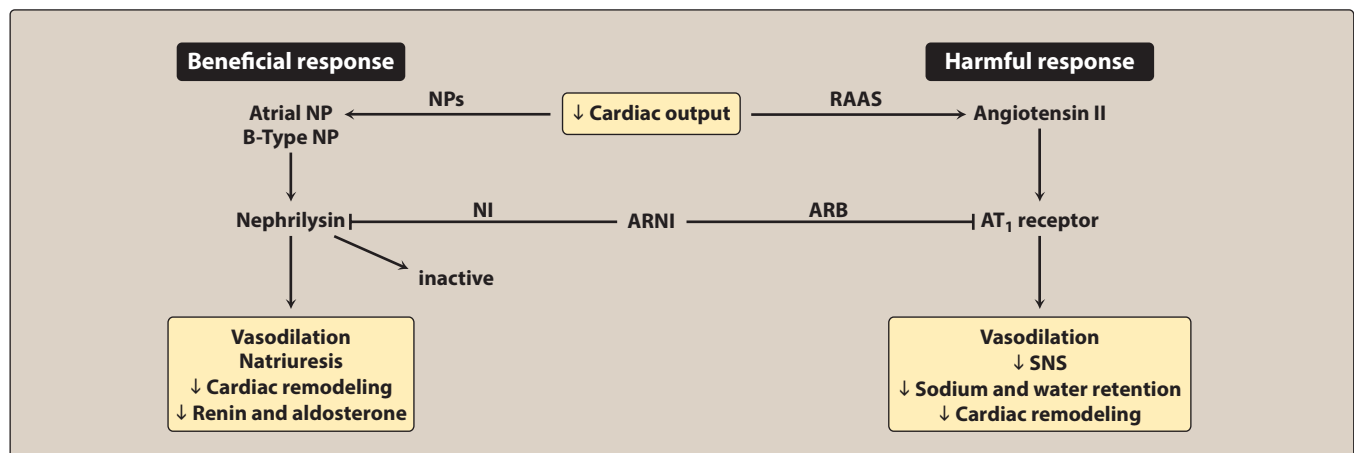 Beneficial response
Harmful response
NPs
RAAS
Atrial NP
B-Type NP
↓ Cardiac output
Angiotensin II
Nephrilysin
NI
ARNI
ARB
AT₁ receptor
inactive
Vasodilation
Natriuresis
↓ Cardiac remodeling
↓ Renin and aldosterone
Vasodilation
↓ SNS
↓ Sodium and water retention
↓ Cardiac remodeling